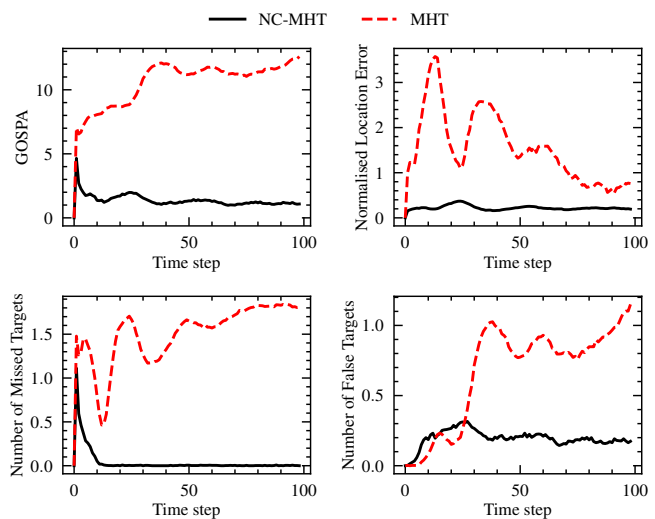 NC-MHT MHT
GOSPA
10
5
0
0 50 100
Time step
Normalised Location Error
3
2
1
0
0 50 100
Time step
Number of Missed Targets
1.5
1.0
0.5
0.0
0 50 100
Time step
Number of False Targets
1.0
0.5
0.0
0 50 100
Time step